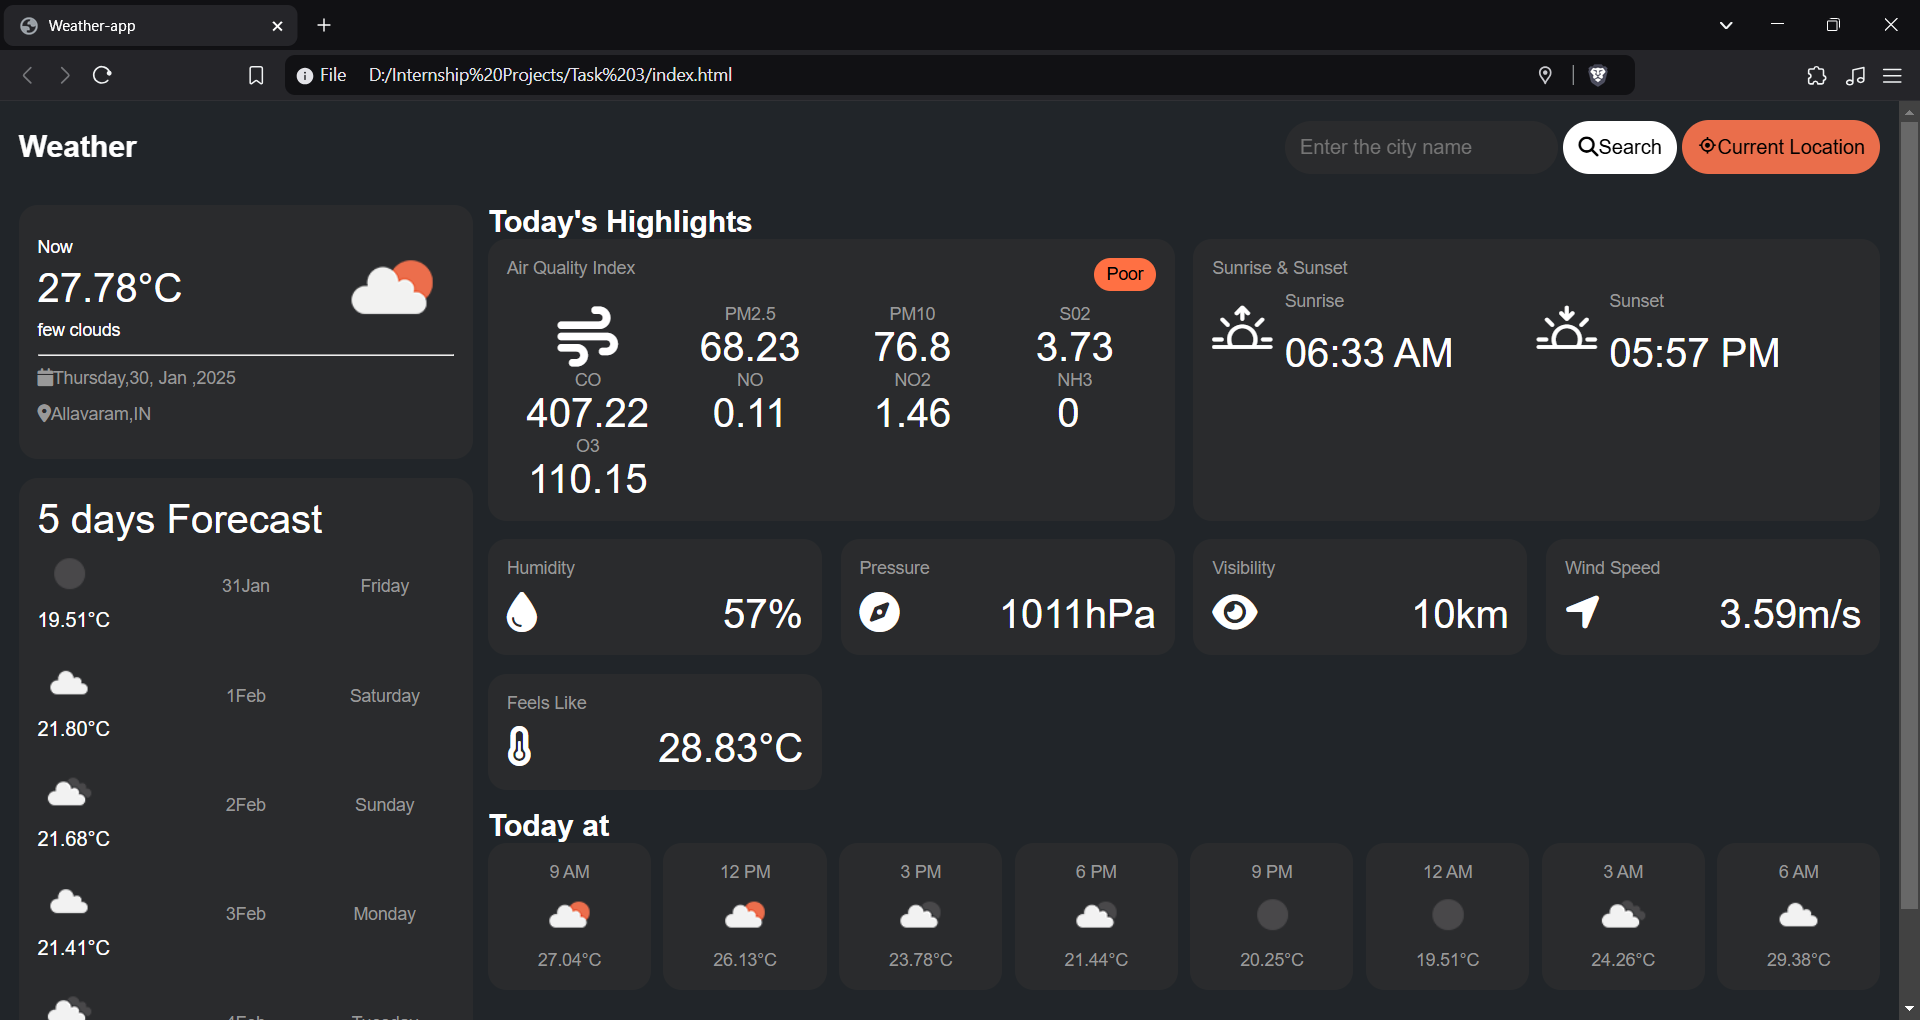 Weather-app
File D:/Internship%20Projects/Task%203/index.html
Weather
Enter the city name
Search
Current Location
Now
27.78°C
few clouds
Thursday,30, Jan ,2025
Allavaram,IN
5 days Forecast
31Jan Friday
19.51°C
1Feb Saturday
21.80°C
2Feb Sunday
21.68°C
3Feb Monday
21.41°C
Today's Highlights
Air Quality Index
Poor
PM2.5 PM10 S02
68.23 76.8 3.73
CO NO NO2 NH3
407.22 0.11 1.46 0
O3
110.15
Sunrise & Sunset
Sunrise Sunset
06:33 AM 05:57 PM
Humidity
57%
Pressure
1011hPa
Visibility
10km
Wind Speed
3.59m/s
Feels Like
28.83°C
Today at
9 AM 12 PM 3 PM 6 PM 9 PM 12 AM 3 AM 6 AM
27.04°C 26.13°C 23.78°C 21.44°C 20.25°C 19.51°C 24.26°C 29.38°C